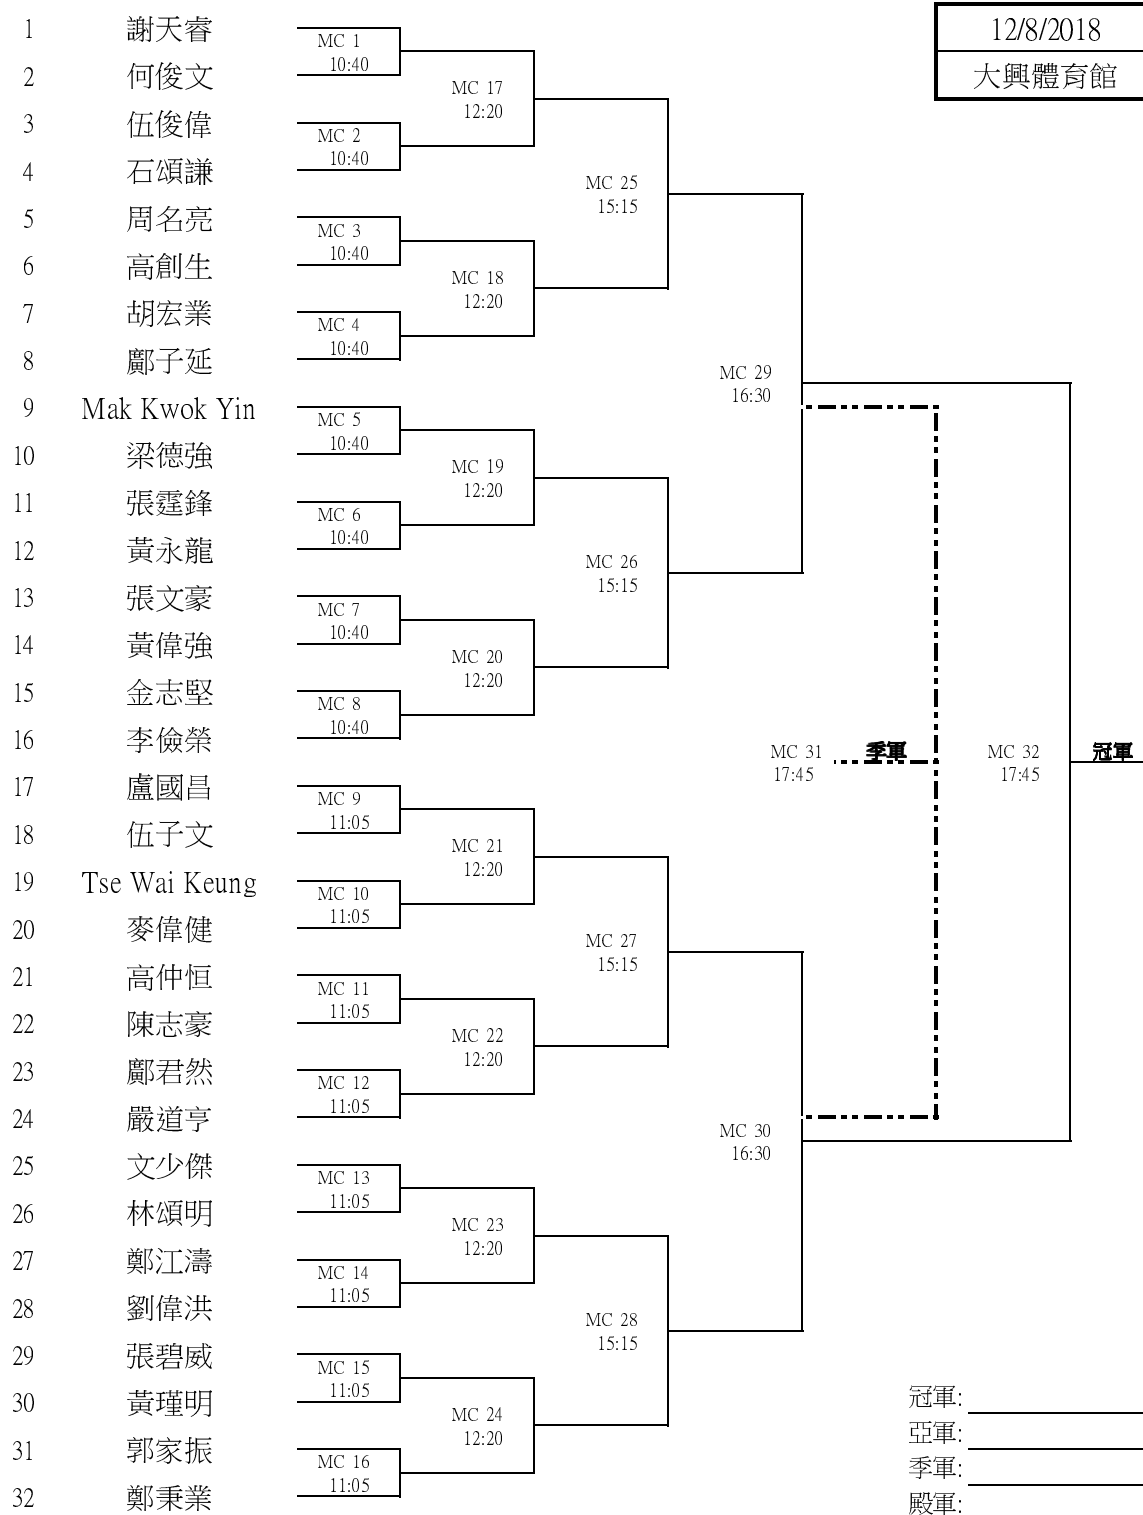 12/8/2018
大興體育館
1 謝天睿
2 何俊文
3 伍俊偉
4 石頌謙
5 周名亮
6 高創生
7 胡宏業
8 鄺子延
9 Mak Kwok Yin
10 梁德強
11 張霆鋒
12 黃永龍
13 張文豪
14 黃偉強
15 金志堅
16 李儉榮
17 盧國昌
18 伍子文
19 Tse Wai Keung
20 麥偉健
21 高仲恒
22 陳志豪
23 鄺君然
24 嚴道亨
25 文少傑
26 林頌明
27 鄭江濤
28 劉偉洪
29 張碧威
30 黃瑾明
31 郭家振
32 鄭秉業
MC 1
10:40
MC 2
10:40
MC 3
10:40
MC 4
10:40
MC 5
10:40
MC 6
10:40
MC 7
10:40
MC 8
10:40
MC 9
11:05
MC 10
11:05
MC 11
11:05
MC 12
11:05
MC 13
11:05
MC 14
11:05
MC 15
11:05
MC 16
11:05
MC 17
12:20
MC 18
12:20
MC 19
12:20
MC 20
12:20
MC 21
12:20
MC 22
12:20
MC 23
12:20
MC 24
12:20
MC 25
15:15
MC 26
15:15
MC 27
15:15
MC 28
15:15
MC 29
16:30
MC 30
16:30
MC 31 季軍
17:45
MC 32 冠軍
17:45
冠軍:
亞軍:
季軍:
殿軍: